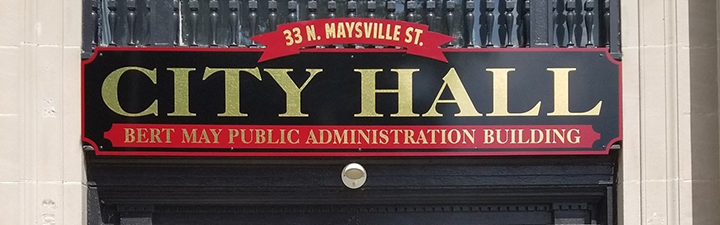 33 N. MAYSVILLE ST.
CITY HALL
BERT MAY PUBLIC ADMINISTRATION BUILDING